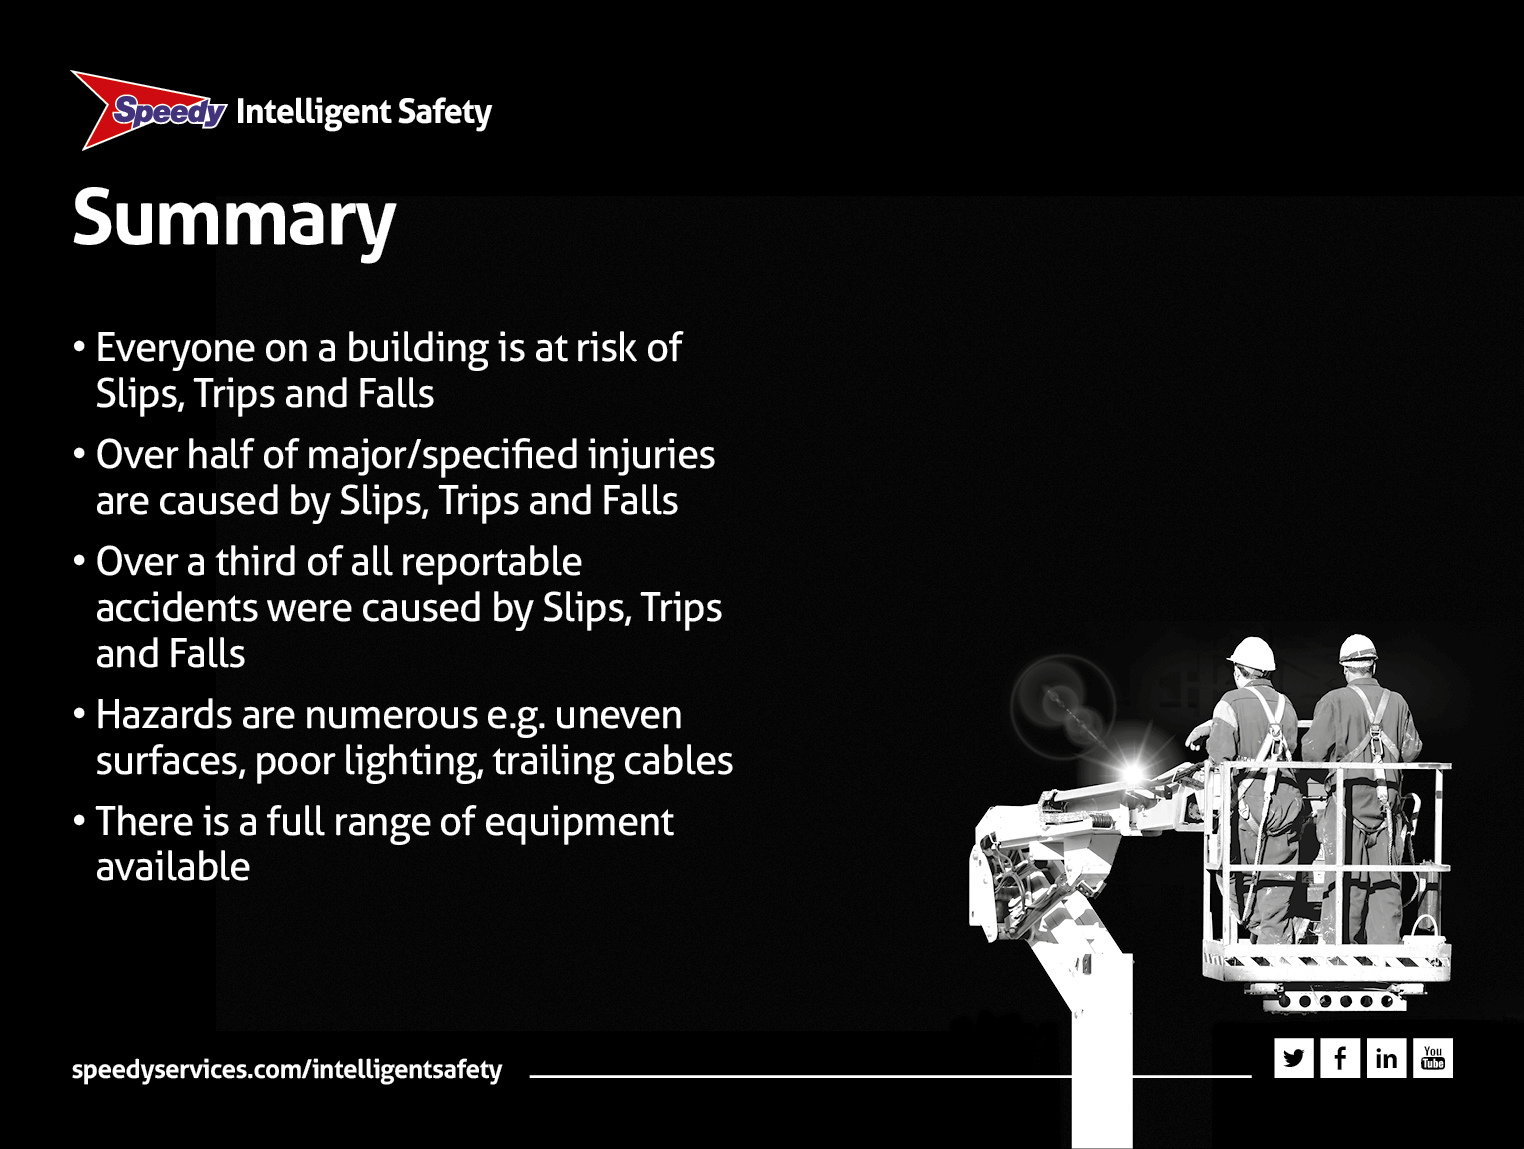 Speedy Intelligent Safety
Summary
• Everyone on a building is at risk of
Slips, Trips and Falls
• Over half of major/specified injuries
are caused by Slips, Trips and Falls
• Over a third of all reportable
accidents were caused by Slips, Trips
and Falls
• Hazards are numerous e.g. uneven
surfaces, poor lighting, trailing cables
• There is a full range of equipment
available
speedyservices.com/intelligentsafety
f
in
You
Tube